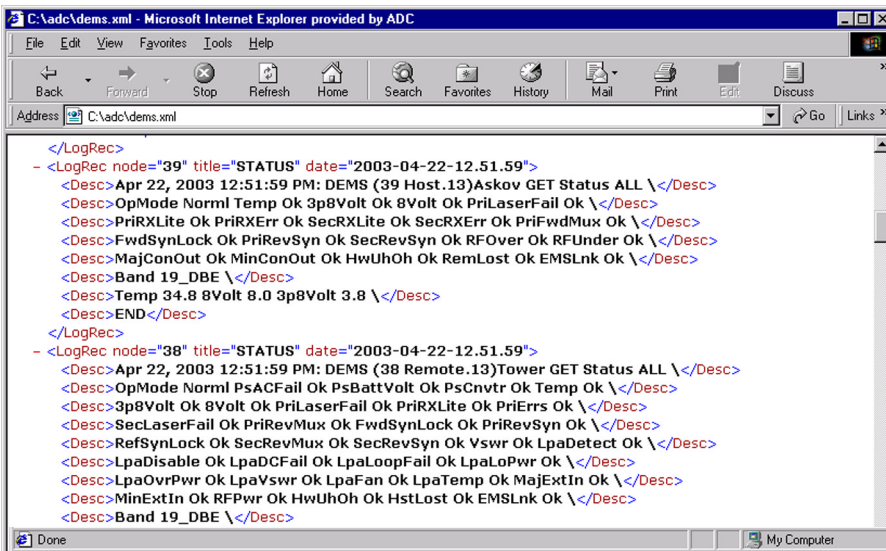 C:\adc\dems.xml - Microsoft Internet Explorer provided by ADC
File Edit View Favorites Tools Help
Back Forward Stop Refresh Home Search Favorites History Mail Print Edit Discuss »
Address C:\adc\dems.xml Go Links »
</LogRec>
- <LogRec node="39" title="STATUS" date="2003-04-22-12.51.59">
<Desc>Apr 22, 2003 12:51:59 PM: DEMS (39 Host.13)Askov GET Status ALL \</Desc>
<Desc>OpMode Norml Temp Ok 3p8Volt Ok 8Volt Ok PriLaserFail Ok \</Desc>
<Desc>PriRXLite Ok PriRXErr Ok SecRXLite Ok SecRXErr Ok PriFwdMux Ok \</Desc>
<Desc>FwdSynLock Ok PriRevSyn Ok SecRevSyn Ok RFOver Ok RFUnder Ok \</Desc>
<Desc>MajConOut Ok MinConOut Ok HwUhOh Ok RemLost Ok EMSLnk Ok \</Desc>
<Desc>Band 19_DBE \</Desc>
<Desc>Temp 34.8 8Volt 8.0 3p8Volt 3.8 \</Desc>
<Desc>END</Desc>
</LogRec>
- <LogRec node="38" title="STATUS" date="2003-04-22-12.51.59">
<Desc>Apr 22, 2003 12:51:59 PM: DEMS (38 Remote.13)Tower GET Status ALL \</Desc>
<Desc>OpMode Norml PsACFail Ok PsBattVolt Ok PsCnvtr Ok Temp Ok \</Desc>
<Desc>3p8Volt Ok 8Volt Ok PriLaserFail Ok PriRXLite Ok PriErrs Ok \</Desc>
<Desc>SecLaserFail Ok PriRevMux Ok FwdSynLock Ok PriRevSyn Ok \</Desc>
<Desc>RefSynLock Ok SecRevMux Ok SecRevSyn Ok Vswr Ok LpaDetect Ok \</Desc>
<Desc>LpaDisable Ok LpaDCFail Ok LpaLoopFail Ok LpaLoPwr Ok \</Desc>
<Desc>LpaOvrPwr Ok LpaVswr Ok LpaFan Ok LpaTemp Ok MajExtIn Ok \</Desc>
<Desc>MinExtIn Ok RFPwr Ok HwUhOh Ok HstLost Ok EMSLnk Ok \</Desc>
<Desc>Band 19_DBE \</Desc>
Done My Computer